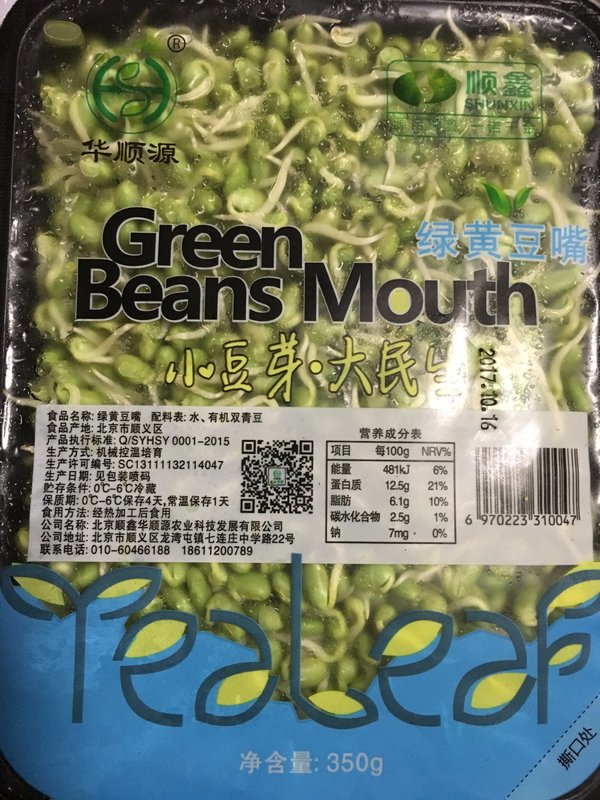 ®
华顺源
顺鑫
SHUNXIN
绿黄豆嘴
Green
Beans Mouth
小豆芽·大民生
2017.10.16
食品名称: 绿黄豆嘴 配料表: 水、有机双青豆
食品产地: 北京市顺义区
产品执行标准: Q/SYHSY 0001-2015
生产方式: 机械控温培育
生产许可编号: SC13111132114047
生产日期: 见包装喷码
贮存条件: 0℃-6℃冷藏
保质期: 0℃-6℃保存4天, 常温保存1天
食用方法: 经热加工后食用
公司名称: 北京顺鑫华顺源农业科技发展有限公司
公司地址: 北京市顺义区龙湾屯镇七连庄中学路22号
联系电话: 010-60466188 18611200789
营养成分表
项目 每100g NRV%
能量 481kJ 6%
蛋白质 12.5g 21%
脂肪 6.1g 10%
碳水化合物 2.5g 1%
钠 7mg 0%
6 970223 310047
TeaLeaf
净含量: 350g
撕口处